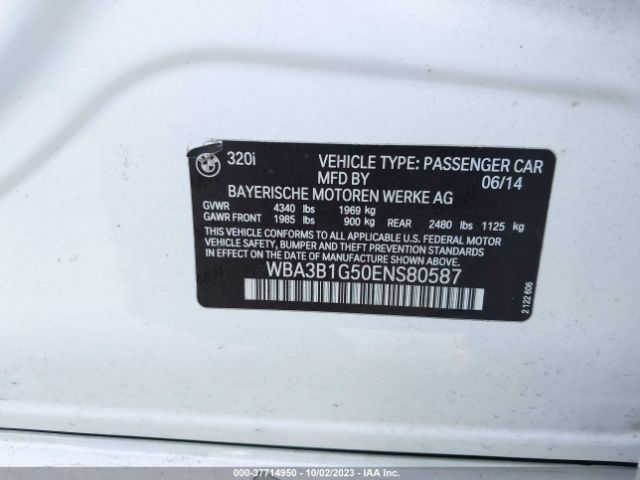 320i VEHICLE TYPE: PASSENGER CAR
MFD BY 06/14
BAYERISCHE MOTOREN WERKE AG
GVWR 4340 lbs 1969 kg
GAWR FRONT 1985 lbs 900 kg REAR 2480 lbs 1125 kg
THIS VEHICLE CONFORMS TO ALL APPLICABLE U.S. FEDERAL MOTOR
VEHICLE SAFETY, BUMPER AND THEFT PREVENTION STANDARDS
IN EFFECT ON THE DATE OF MANUFACTURE SHOWN ABOVE.
WBA3B1G50ENS80587
2 122 606
000-37714950 - 10/02/2023 - IAA Inc.